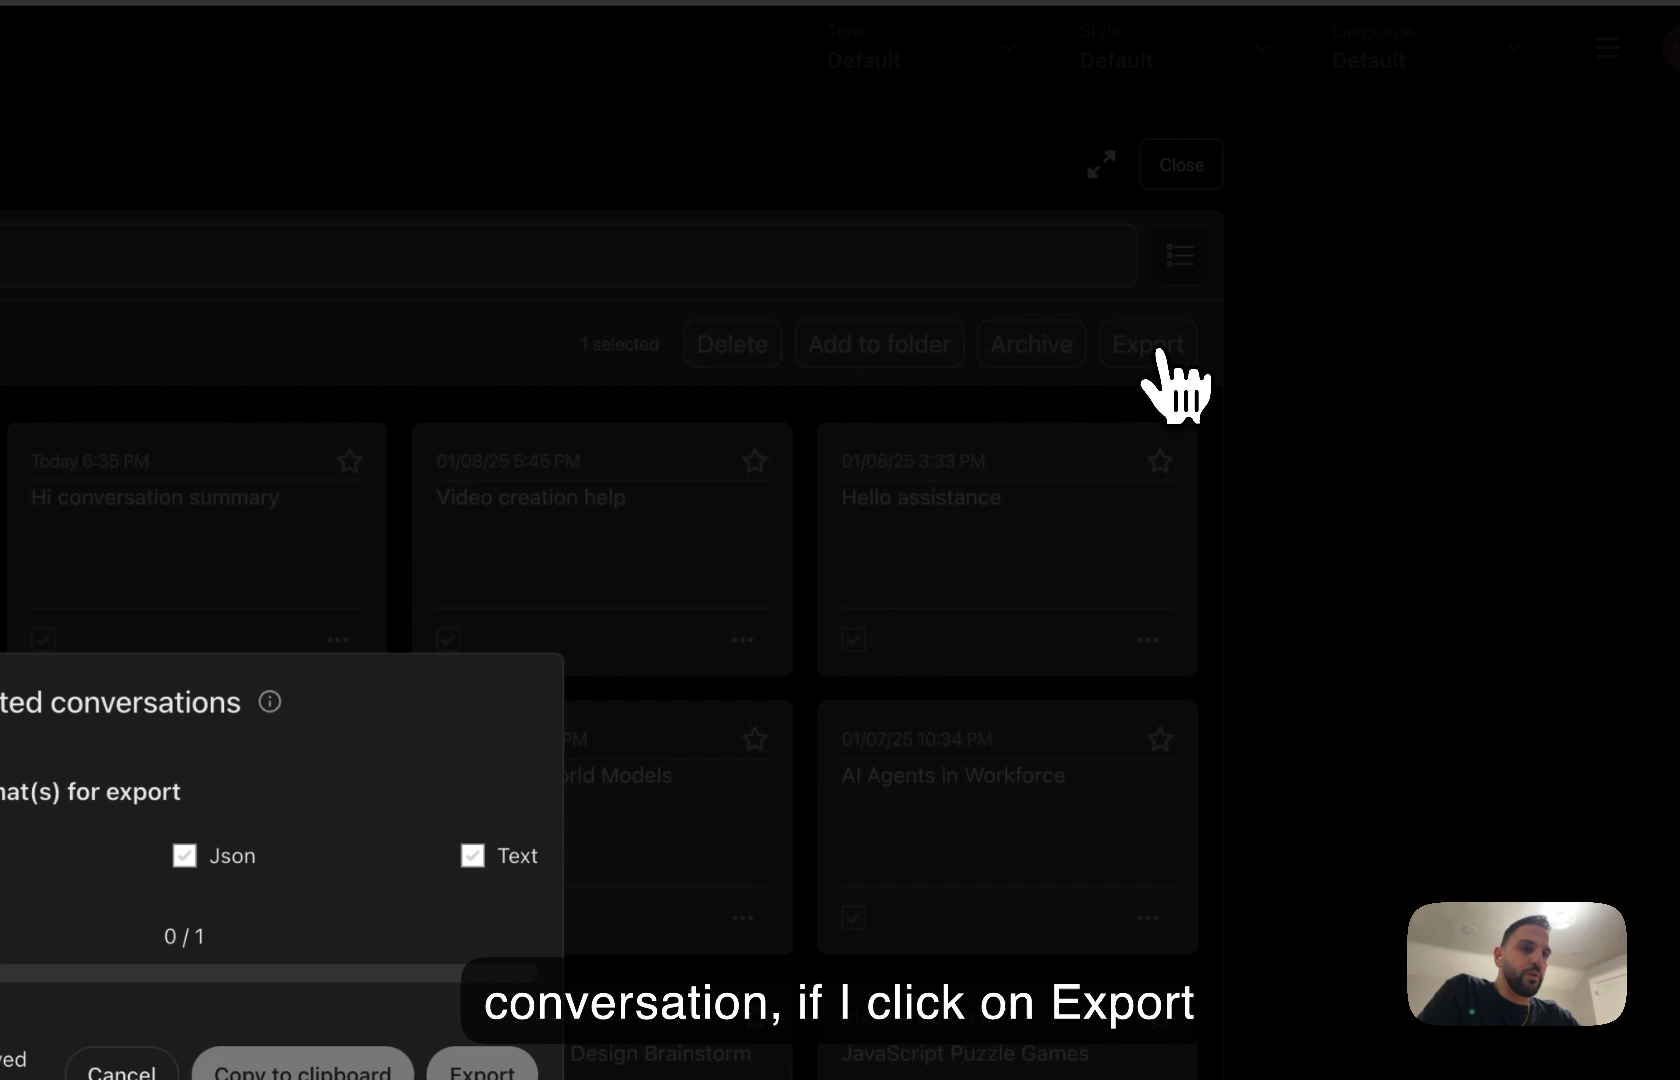 Tone
Default
Style
Default
Language
Default
Close
1 selected
Delete
Add to folder
Archive
Export
Today 6:35 PM
Hi conversation summary
01/08/25 5:45 PM
Video creation help
01/08/25 3:33 PM
Hello assistance
ted conversations
PM
rld Models
01/07/25 10:34 PM
AI Agents in Workforce
at(s) for export
Json
Text
0 / 1
conversation, if I click on Export
Design Brainstorm
JavaScript Puzzle Games
ved
Cancel
Copy to clipboard
Export